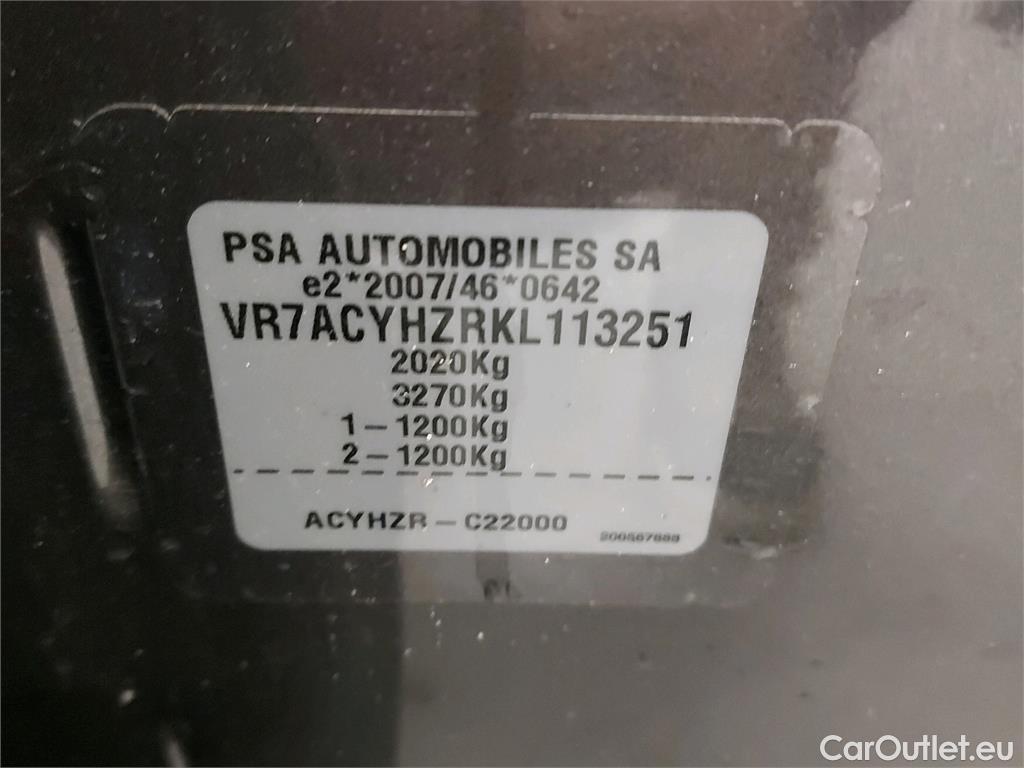 PSA AUTOMOBILES SA
e2*2007/46*0642
VR7ACYHZRKL113251
2020Kg
3270Kg
1-1200Kg
2-1200Kg
ACYHZR-C22000
CarOutlet.eu